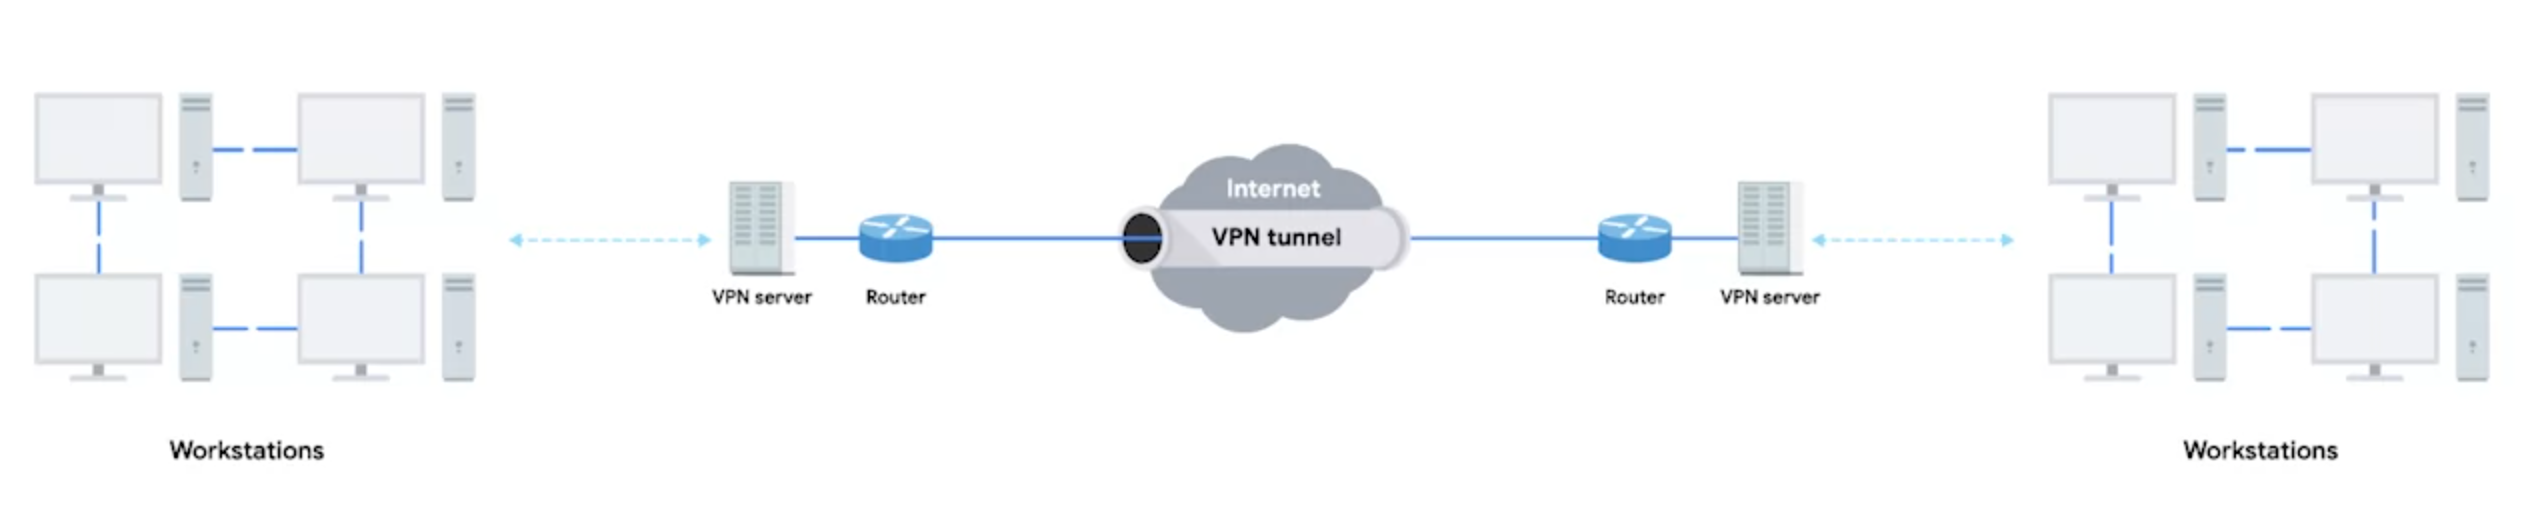 Internet
VPN tunnel
VPN server
Router
Router
VPN server
Workstations
Workstations